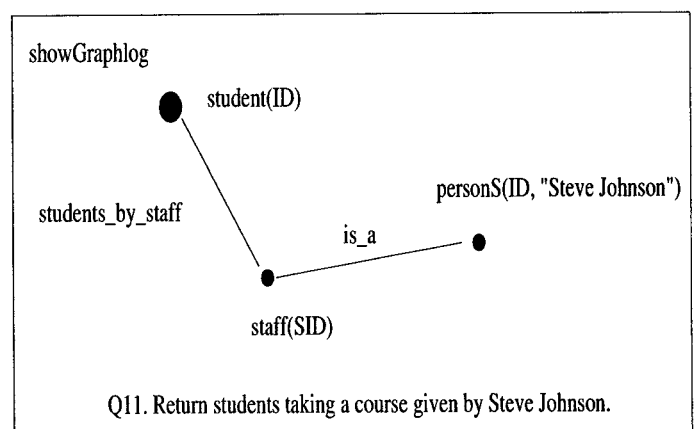 showGraphlog
student(ID)
personS(ID, "Steve Johnson")
students_by_staff
is_a
staff(SID)
Q11. Return students taking a course given by Steve Johnson.